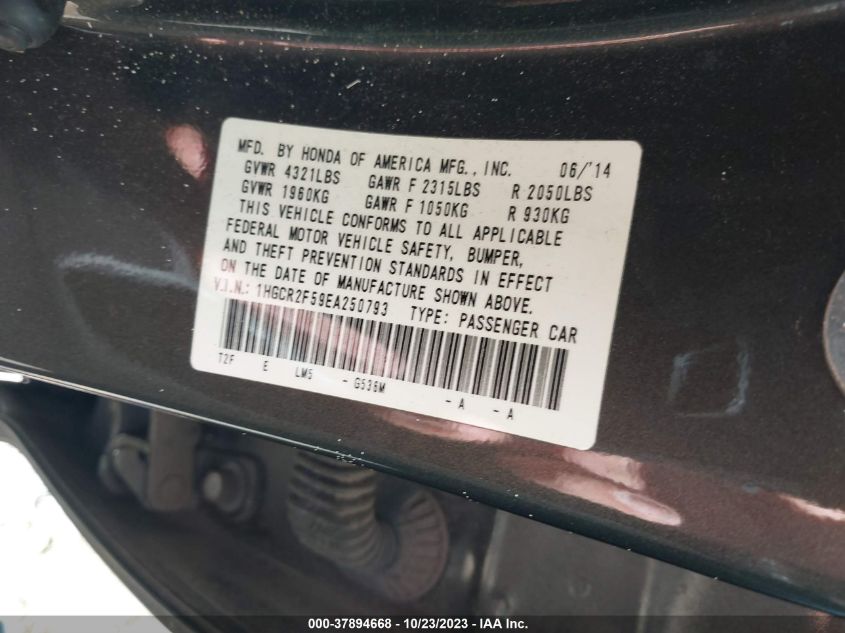 MFD. BY HONDA OF AMERICA MFG., INC. 06/'14
GVWR 4321LBS GAWR F 2315LBS R 2050LBS
GVWR 1960KG GAWR F 1050KG R 930KG
THIS VEHICLE CONFORMS TO ALL APPLICABLE
FEDERAL MOTOR VEHICLE SAFETY, BUMPER,
AND THEFT PREVENTION STANDARDS IN EFFECT
ON THE DATE OF MANUFACTURE SHOWN ABOVE.
V.I.N.: 1HGCR2F59EA250793 TYPE: PASSENGER CAR
T2F E LM5 - G536M - A - A
000-37894668 - 10/23/2023 - IAA Inc.